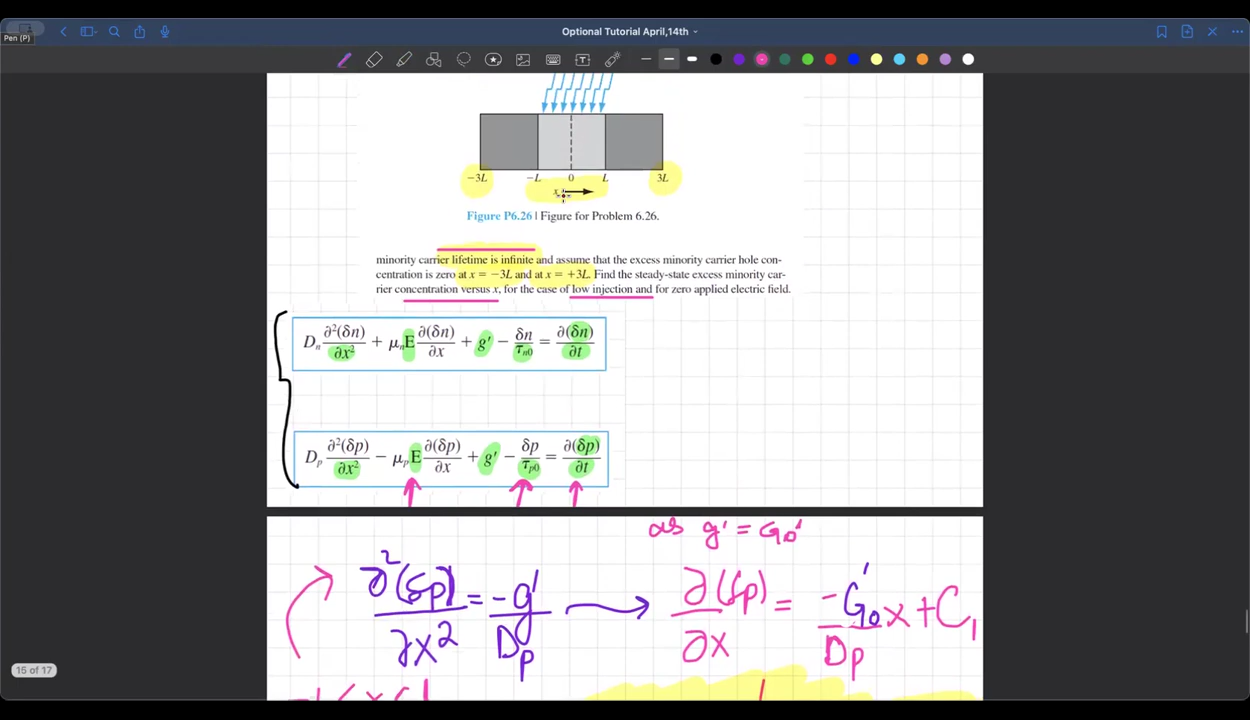 Optional Tutorial April,14th
Pen (P)
−3L −L 0 L 3L
x
Figure P6.26 | Figure for Problem 6.26.
minority carrier lifetime is infinite and assume that the excess minority carrier hole con-
centration is zero at x = −3L and at x = +3L. Find the steady-state excess minority car-
rier concentration versus x, for the case of low injection and for zero applied electric field.
Dₙ ∂²(δn)/∂x² + μₙE ∂(δn)/∂x + g′ − δn/τₙ₀ = ∂(δn)/∂t
Dₚ ∂²(δp)/∂x² − μₚE ∂(δp)/∂x + g′ − δp/τₚ₀ = ∂(δp)/∂t
as g' = G₀'
∂²(δp)/∂x² = -g'/Dₚ → ∂(δp)/∂x = -G₀'/Dₚ x + C₁
15 of 17